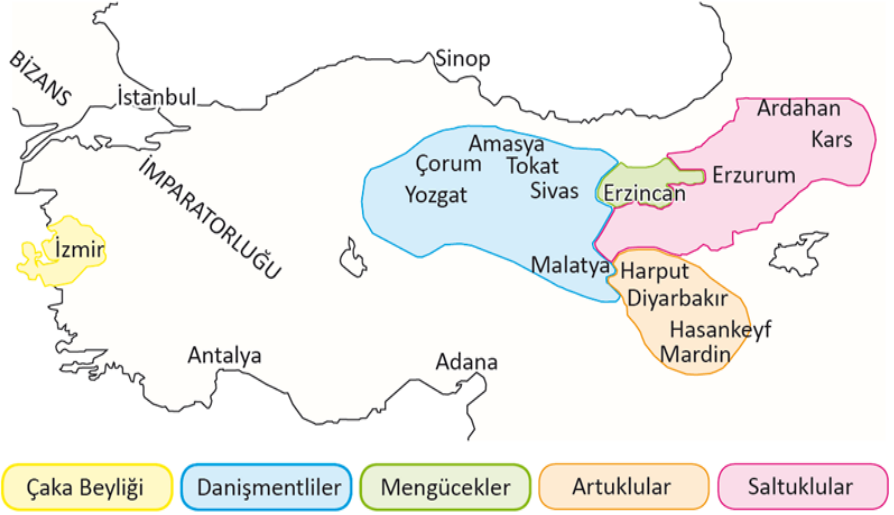 Sinop
BİZANS
İstanbul
Ardahan
Kars
Amasya
Çorum
Tokat
Erzurum
Yozgat
Sivas
Erzincan
İMPARATORLUĞU
İzmir
Malatya
Harput
Diyarbakır
Hasankeyf
Mardin
Antalya
Adana
Çaka Beyliği
Danişmentliler
Mengücekler
Artuklular
Saltuklular